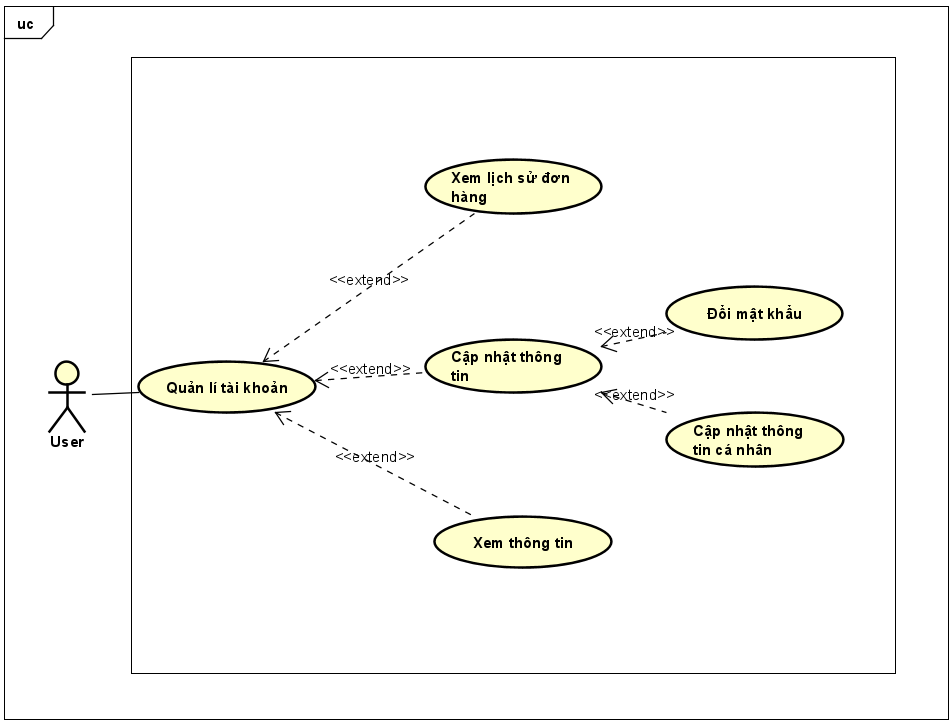 uc
Xem lịch sử đơn
hàng
<<extend>>
Đổi mật khẩu
<<extend>>
Cập nhật thông
tin
<<extend>>
Quản lí tài khoản
<<extend>>
Cập nhật thông
tin cá nhân
User
<<extend>>
Xem thông tin